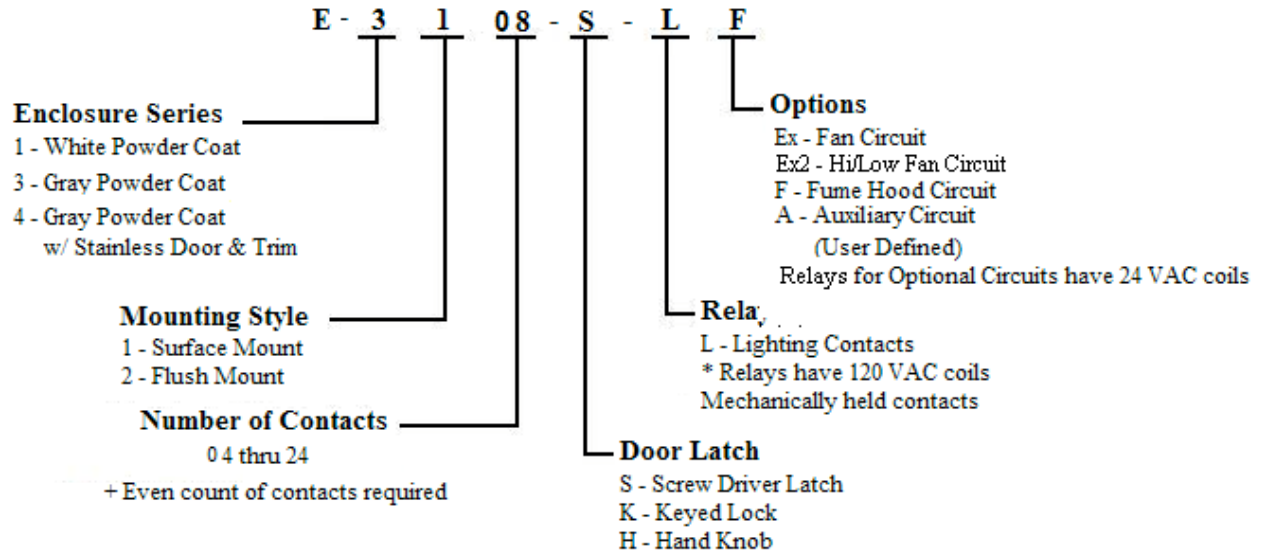 E - 3 1 08 - S - L F
Enclosure Series
1 - White Powder Coat
3 - Gray Powder Coat
4 - Gray Powder Coat
w/ Stainless Door & Trim
Mounting Style
1 - Surface Mount
2 - Flush Mount
Number of Contacts
04 thru 24
+ Even count of contacts required
Options
Ex - Fan Circuit
Ex2 - Hi/Low Fan Circuit
F - Fume Hood Circuit
A - Auxiliary Circuit
(User Defined)
Relays for Optional Circuits have 24 VAC coils
L - Lighting Contacts
* Relays have 120 VAC coils
Mechanically held contacts
Door Latch
S - Screw Driver Latch
K - Keyed Lock
H - Hand Knob